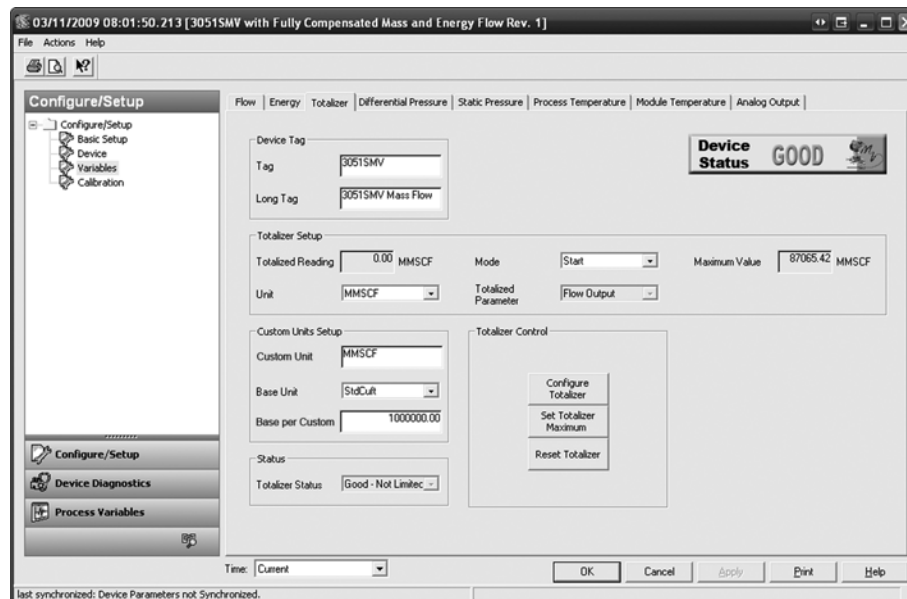 03/11/2009 08:01:50.213 [3051SMV with Fully Compensated Mass and Energy Flow Rev. 1]
File Actions Help
Configure/Setup
Configure/Setup
Basic Setup
Device
Variables
Calibration
Configure/Setup
Device Diagnostics
Process Variables
Flow Energy Totalizer Differential Pressure Static Pressure Process Temperature Module Temperature Analog Output
Device Tag
Tag 3051SMV
Long Tag 3051SMV Mass Flow
Device Status GOOD
Totalizer Setup
Totalized Reading 0.00 MMSCF Mode Start Maximum Value 87065.42 MMSCF
Unit MMSCF Totalized Parameter Flow Output
Custom Units Setup
Custom Unit MMSCF
Base Unit StdCuft
Base per Custom 1000000.00
Status
Totalizer Status Good - Not Limitec
Totalizer Control
Configure
Totalizer
Set Totalizer
Maximum
Reset Totalizer
Time: Current
OK Cancel Apply Print Help
last synchronized: Device Parameters not Synchronized.